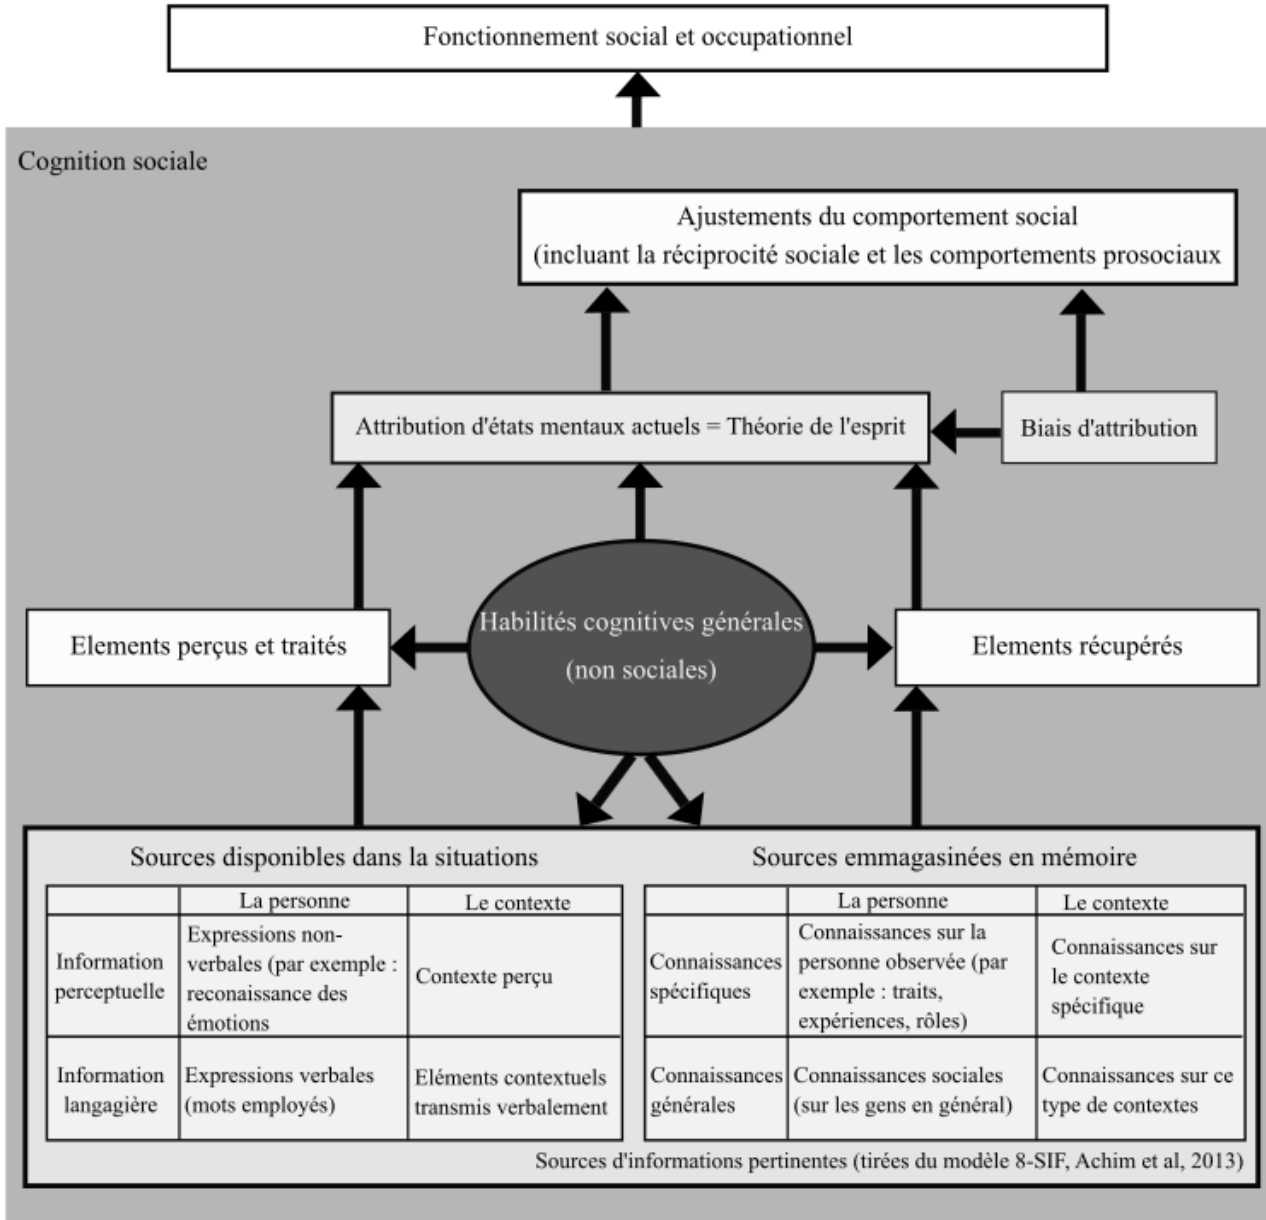 Fonctionnement social et occupationnel
Cognition sociale
Ajustements du comportement social
(incluant la réciprocité sociale et les comportements prosociaux
Attribution d'états mentaux actuels = Théorie de l'esprit
Biais d'attribution
Habilités cognitives générales
(non sociales)
Elements perçus et traités
Elements récupérés
Sources disponibles dans la situations
La personne
Le contexte
Information
perceptuelle
Expressions non-
verbales (par exemple :
reconaissance des
émotions
Contexte perçu
Information
langagière
Expressions verbales
(mots employés)
Eléments contextuels
transmis verbalement
Sources emmagasinées en mémoire
La personne
Le contexte
Connaissances
spécifiques
Connaissances sur la
personne observée (par
exemple : traits,
expériences, rôles)
Connaissances sur
le contexte
spécifique
Connaissances
générales
Connaissances sociales
(sur les gens en général)
Connaissances sur ce
type de contextes
Sources d'informations pertinentes (tirées du modèle 8-SIF, Achim et al, 2013)